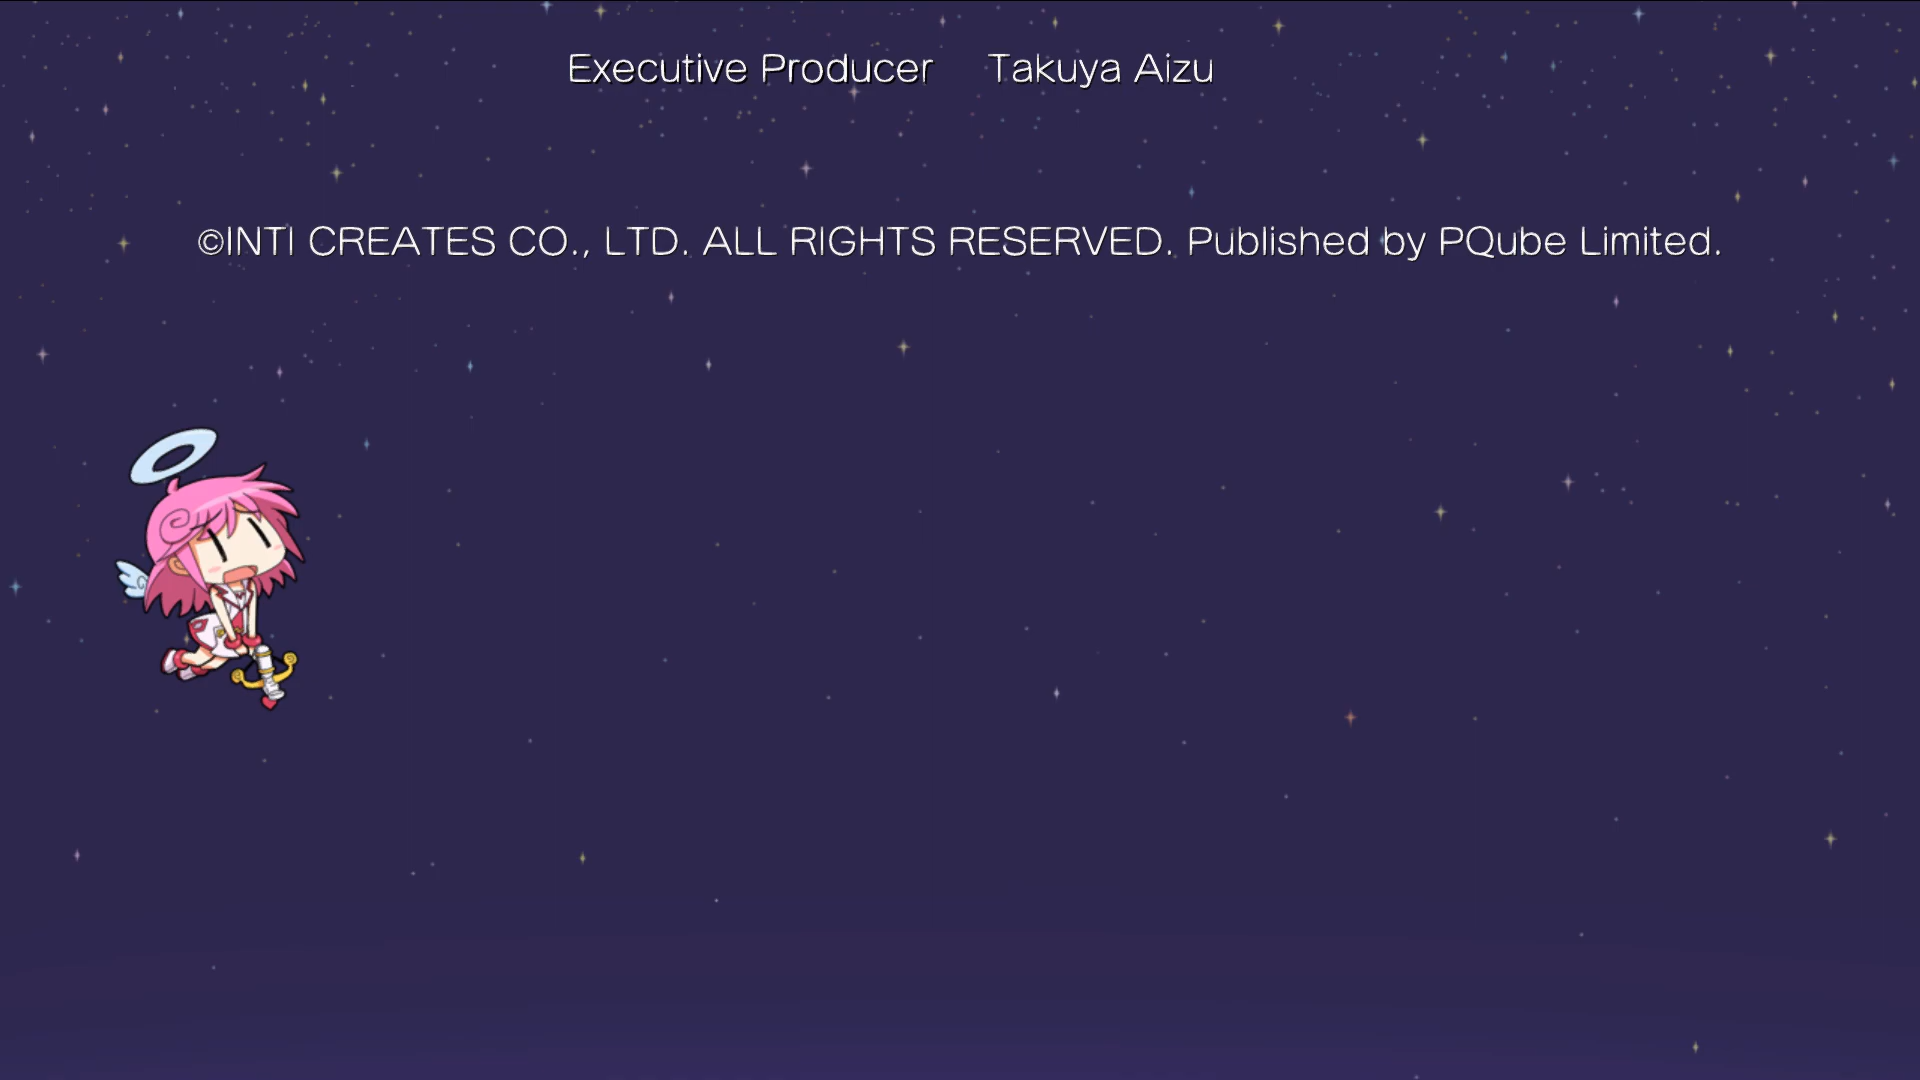 Executive Producer Takuya Aizu
©INTI CREATES CO., LTD. ALL RIGHTS RESERVED. Published by PQube Limited.